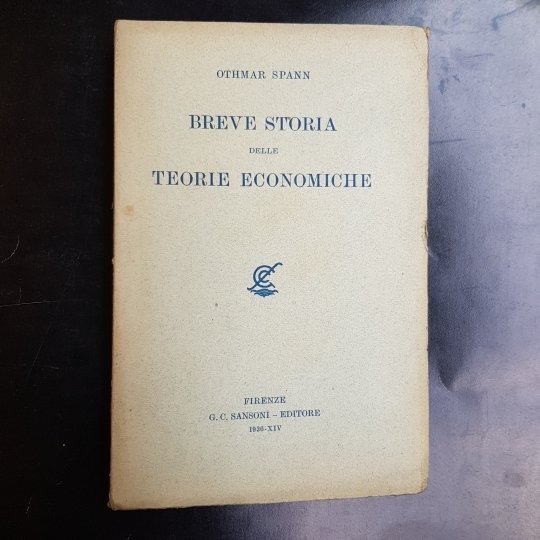 OTHMAR SPANN
BREVE STORIA
DELLE
TEORIE ECONOMICHE
FIRENZE
G. C. SANSONI – EDITORE
1936-XIV